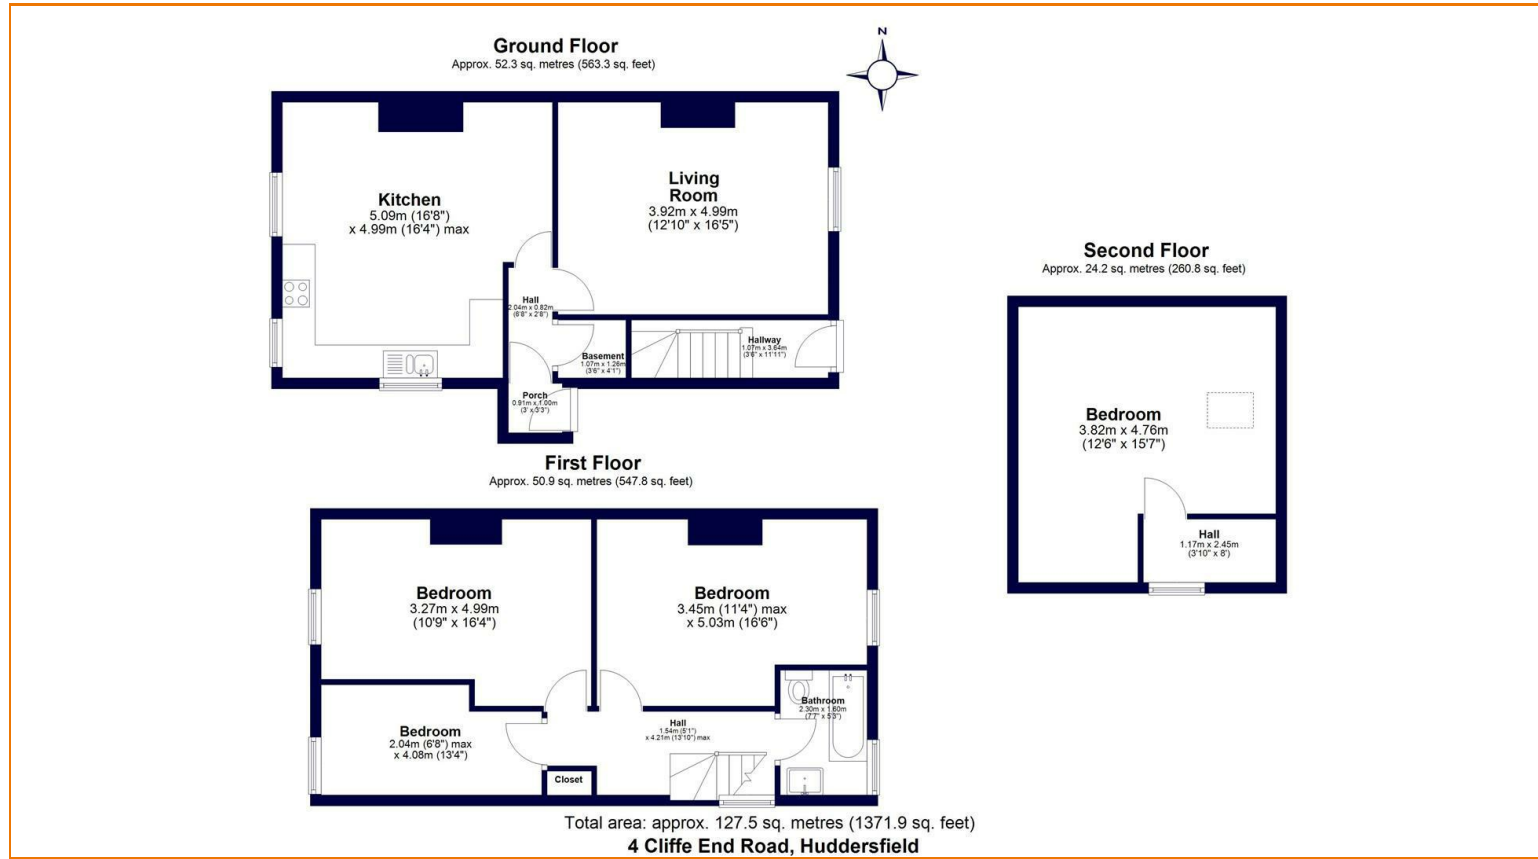 Ground Floor
Approx. 52.3 sq. metres (563.3 sq. feet)
N
Kitchen
5.09m (16'8")
x 4.99m (16'4") max
Living
Room
3.92m x 4.99m
(12'10" x 16'5")
Hall
2.04m x 0.82m
(6'8" x 2'8")
Basement
1.07m x 1.26m
(3'6" x 4'1")
Hallway
1.07m x 3.64m
(3'6" x 11'11")
Porch
0.91m x 1.00m
(3' x 3'3")
First Floor
Approx. 50.9 sq. metres (547.8 sq. feet)
Bedroom
3.27m x 4.99m
(10'9" x 16'4")
Bedroom
3.45m (11'4") max
x 5.03m (16'6")
Bedroom
2.04m (6'8") max
x 4.08m (13'4")
Closet
Hall
1.54m (5'1")
x 4.21m (13'10") max
Bathroom
2.30m x 1.60m
(7'7" x 5'3")
Second Floor
Approx. 24.2 sq. metres (260.8 sq. feet)
Bedroom
3.82m x 4.76m
(12'6" x 15'7")
Hall
1.17m x 2.45m
(3'10" x 8')
Total area: approx. 127.5 sq. metres (1371.9 sq. feet)
4 Cliffe End Road, Huddersfield